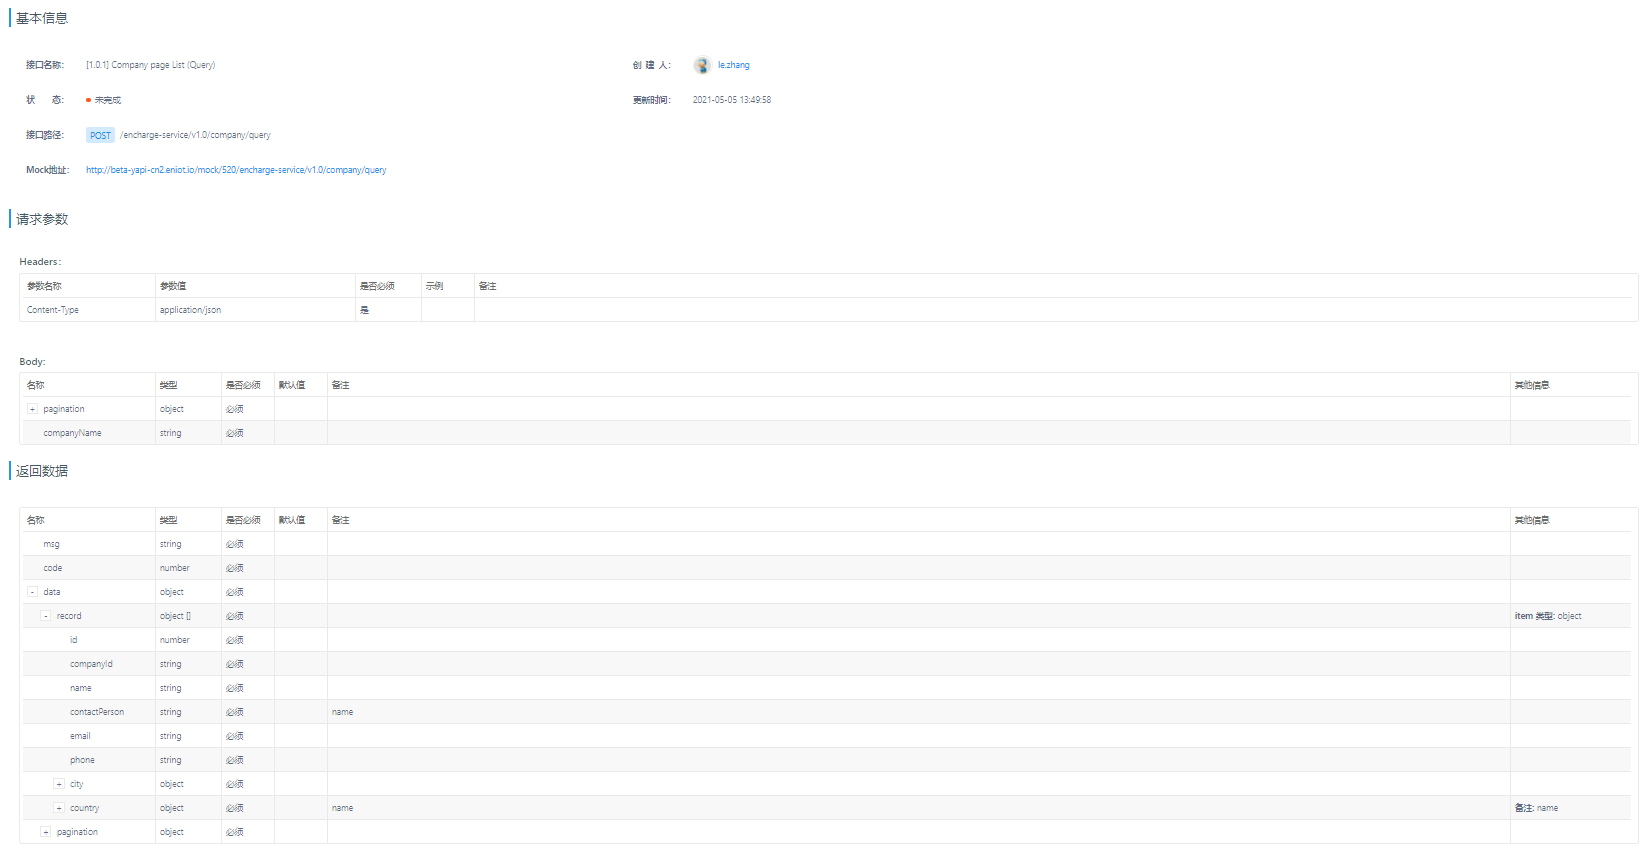 基本信息
接口名称: [1.0.1] Company page List (Query) 创 建 人: le.zhang
状 态: 未完成 更新时间: 2021-05-05 13:49:58
接口路径: POST /encharge-service/v1.0/company/query
Mock地址: http://beta-yapi-cn2.eniot.io/mock/520/encharge-service/v1.0/company/query
请求参数
Headers:
参数名称 参数值 是否必须 示例 备注
Content-Type application/json 是
Body:
名称 类型 是否必须 默认值 备注 其他信息
+ pagination object 必须
companyName string 必须
返回数据
名称 类型 是否必须 默认值 备注 其他信息
msg string 必须
code number 必须
- data object 必须
- record object [] 必须 item 类型: object
id number 必须
companyId string 必须
name string 必须
contactPerson string 必须 name
email string 必须
phone string 必须
+ city object 必须
+ country object 必须 name 备注: name
+ pagination object 必须